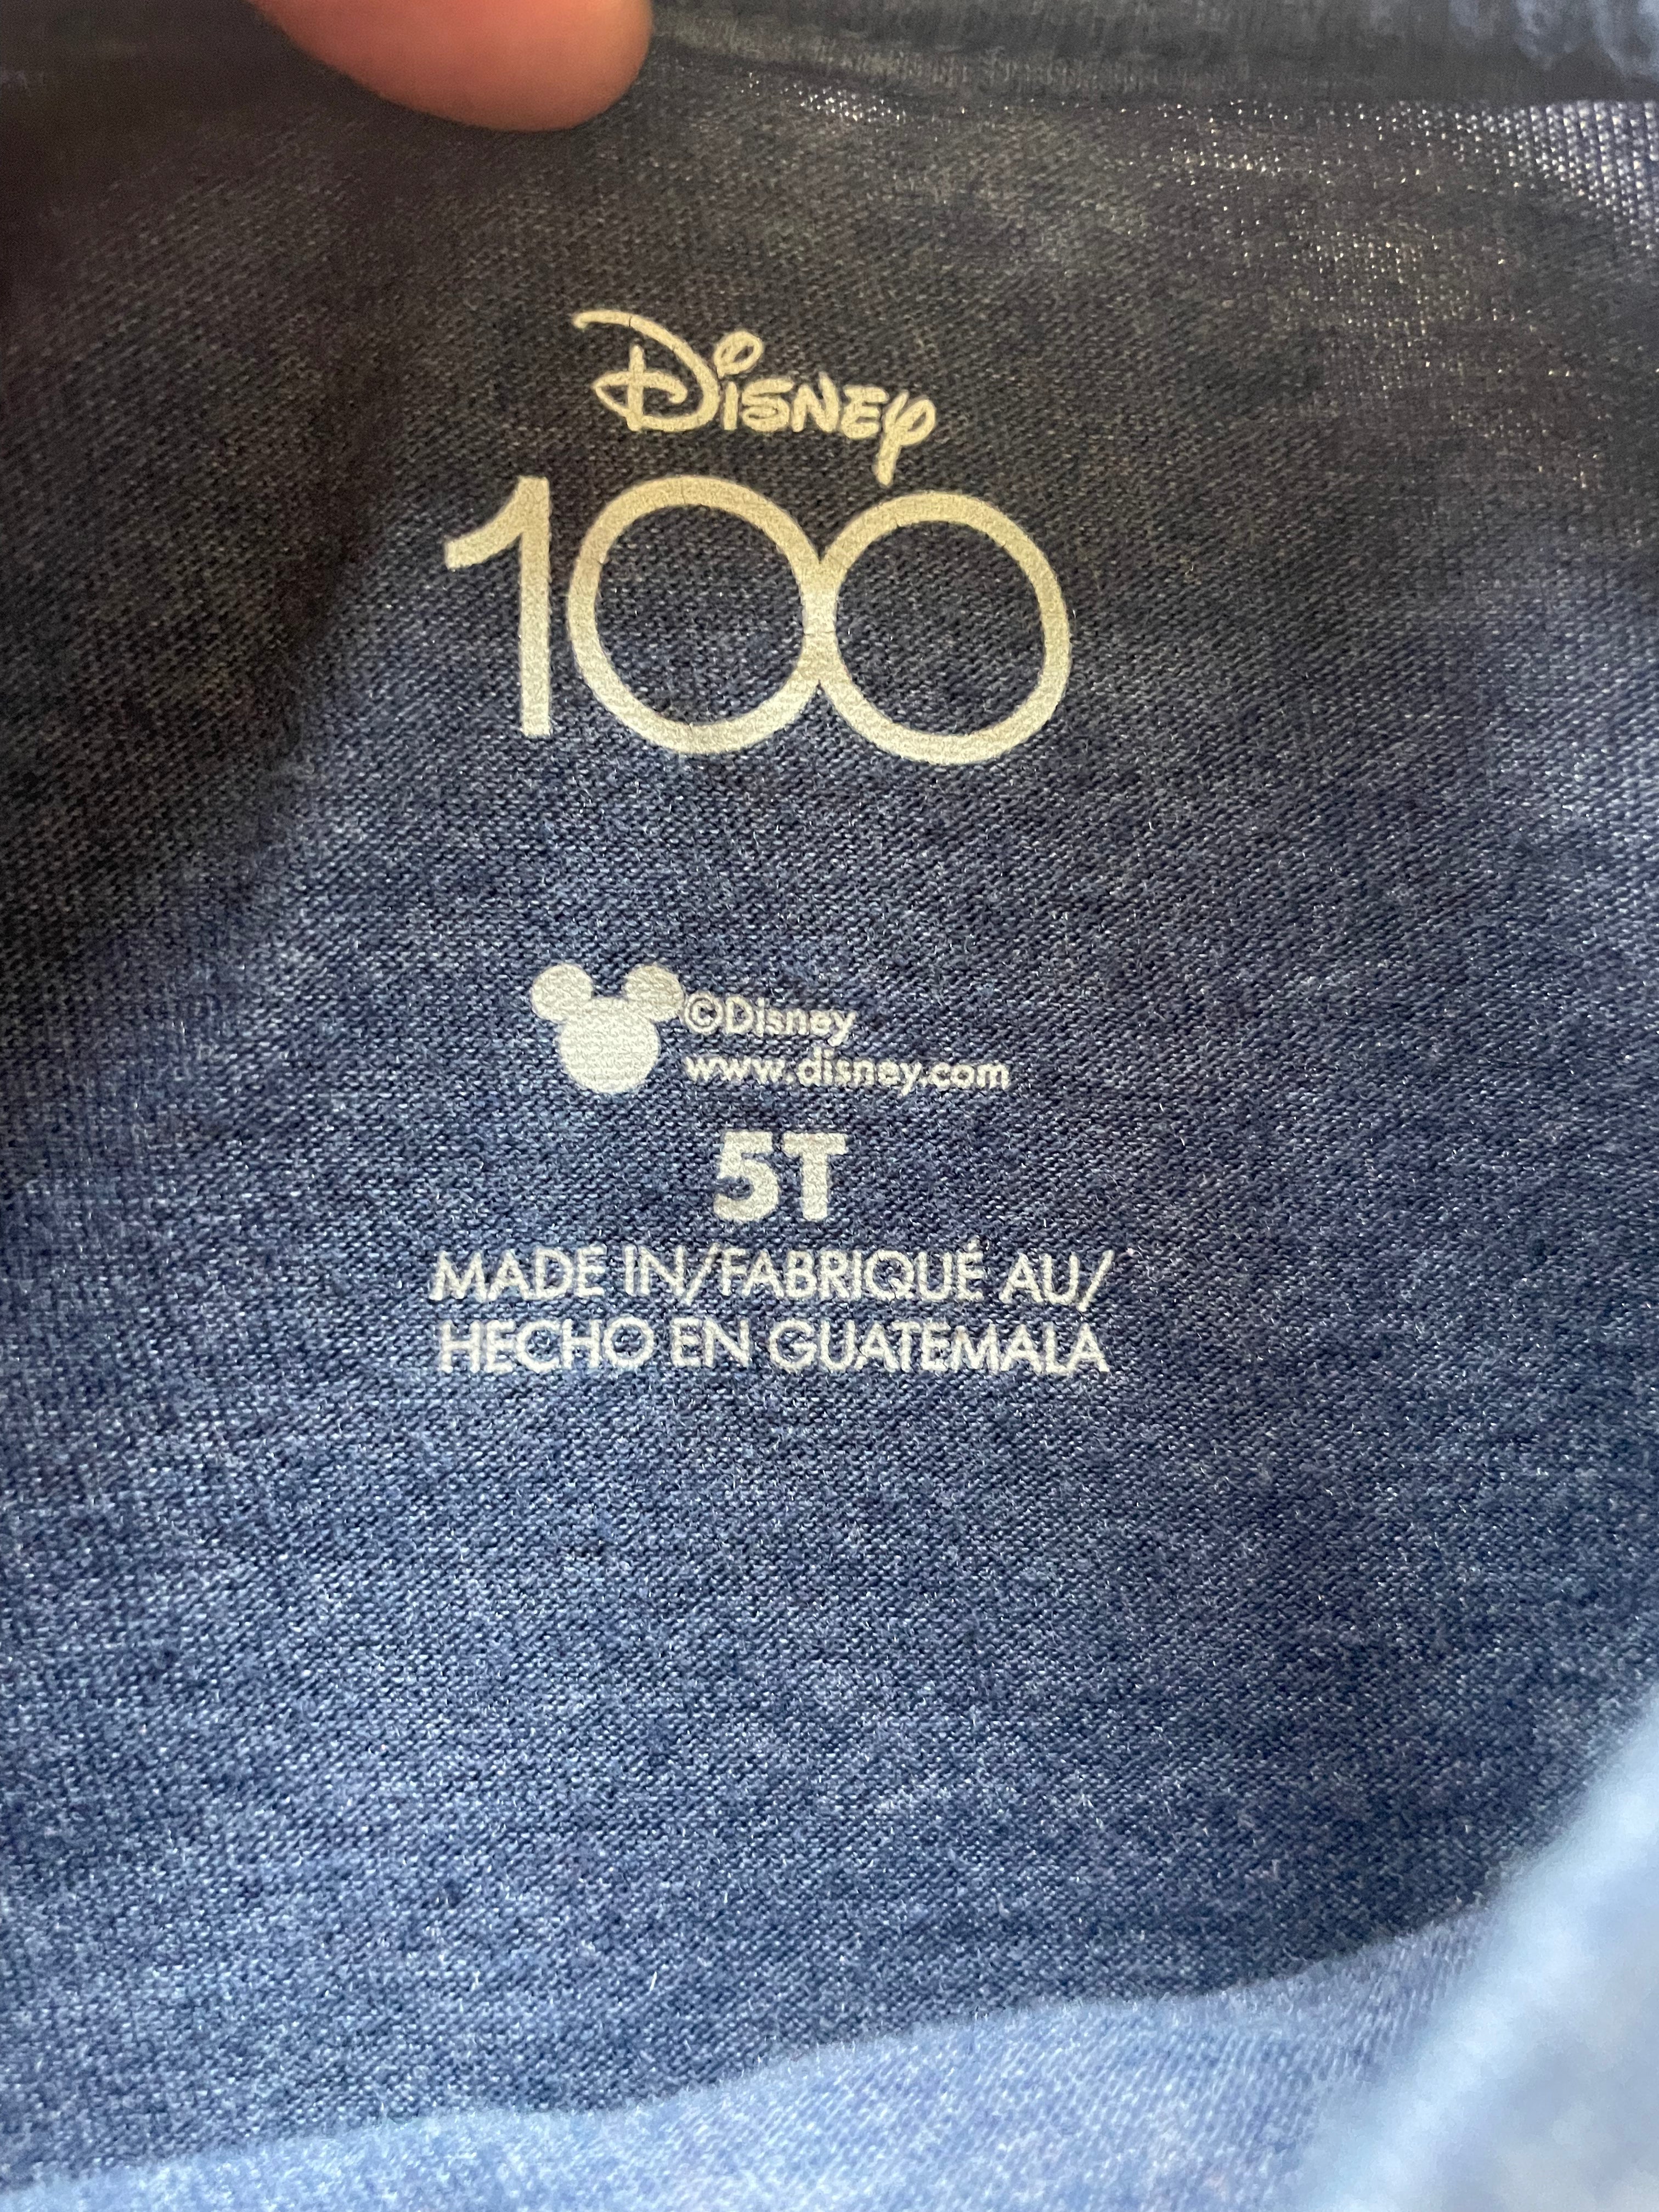 Disney
100
©Disney
www.disney.com
5T
MADE IN/FABRIQUÉ AU/
HECHO EN GUATEMALA